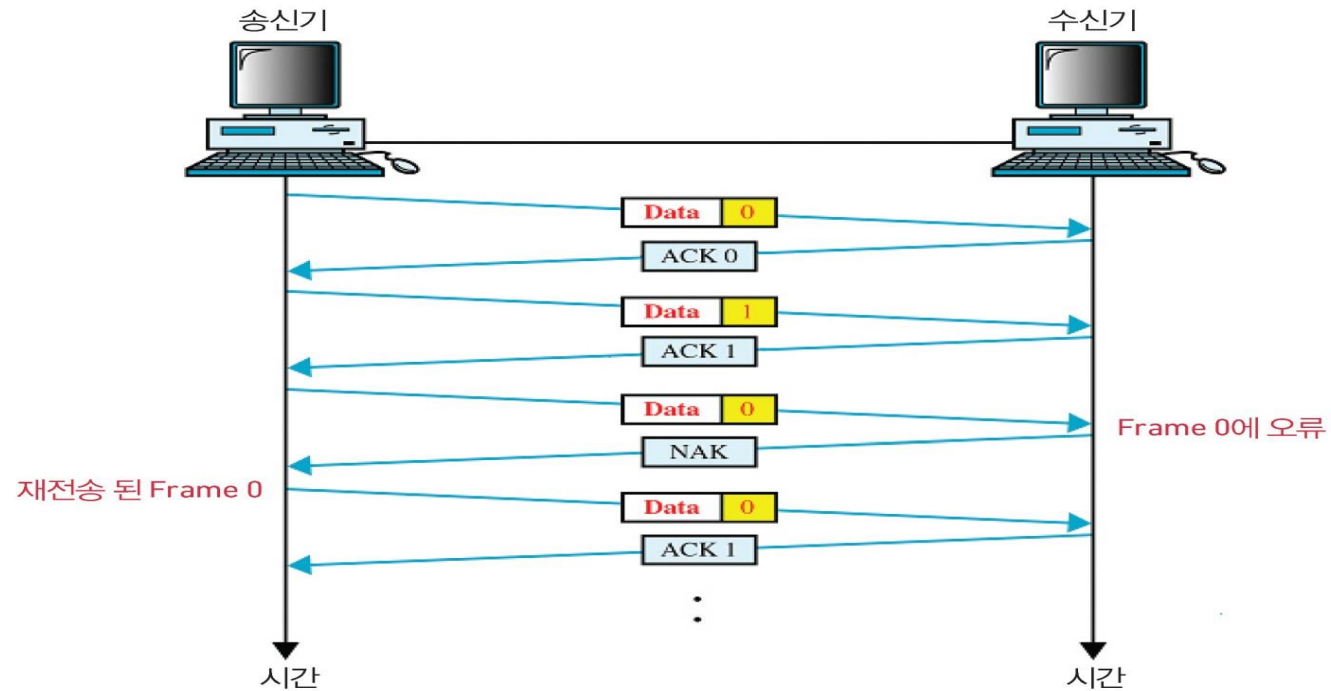 송신기
수신기
Data 0
ACK 0
Data 1
ACK 1
Data 0
Frame 0에 오류
NAK
재전송 된 Frame 0
Data 0
ACK 1
시간
시간